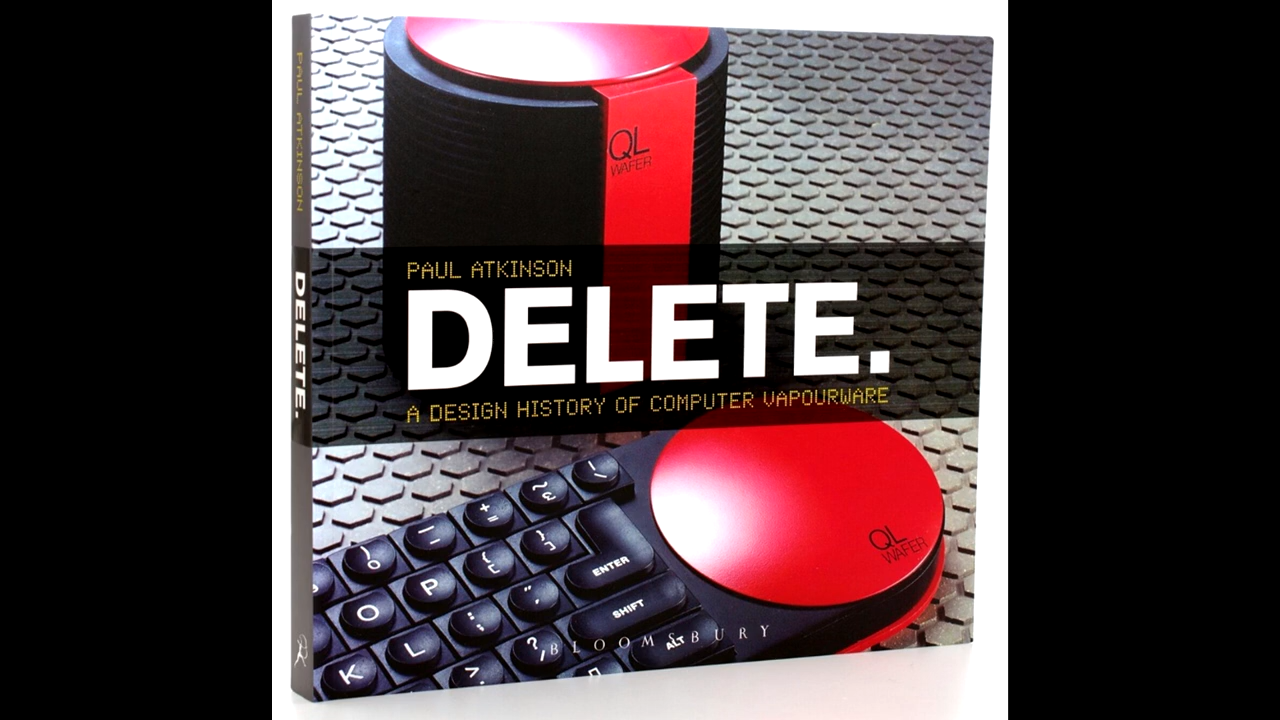 PAUL ATKINSON
DELETE.
QL
WAFER
PAUL ATKINSON
DELETE.
A DESIGN HISTORY OF COMPUTER VAPOURWARE
QL
WAFER
\ /
~ £
+ =
) 0
{ [
} ]
ENTER
O
P
" '
SHIFT
K
L
: ;
? /
ALT
BLOOMSBURY